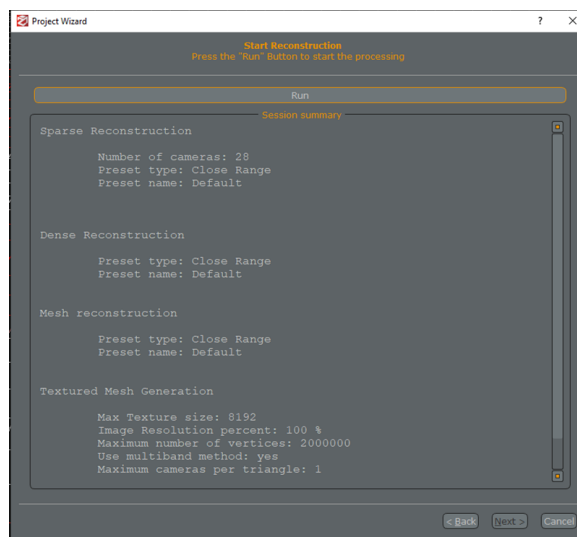 Project Wizard
?
Start Reconstruction
Press the "Run" Button to start the processing
Run
Session summary
Sparse Reconstruction
Number of cameras: 28
Preset type: Close Range
Preset name: Default
Dense Reconstruction
Preset type: Close Range
Preset name: Default
Mesh reconstruction
Preset type: Close Range
Preset name: Default
Textured Mesh Generation
Max Texture size: 8192
Image Resolution percent: 100 %
Maximum number of vertices: 2000000
Use multiband method: yes
Maximum cameras per triangle: 1
< Back
Next >
Cancel